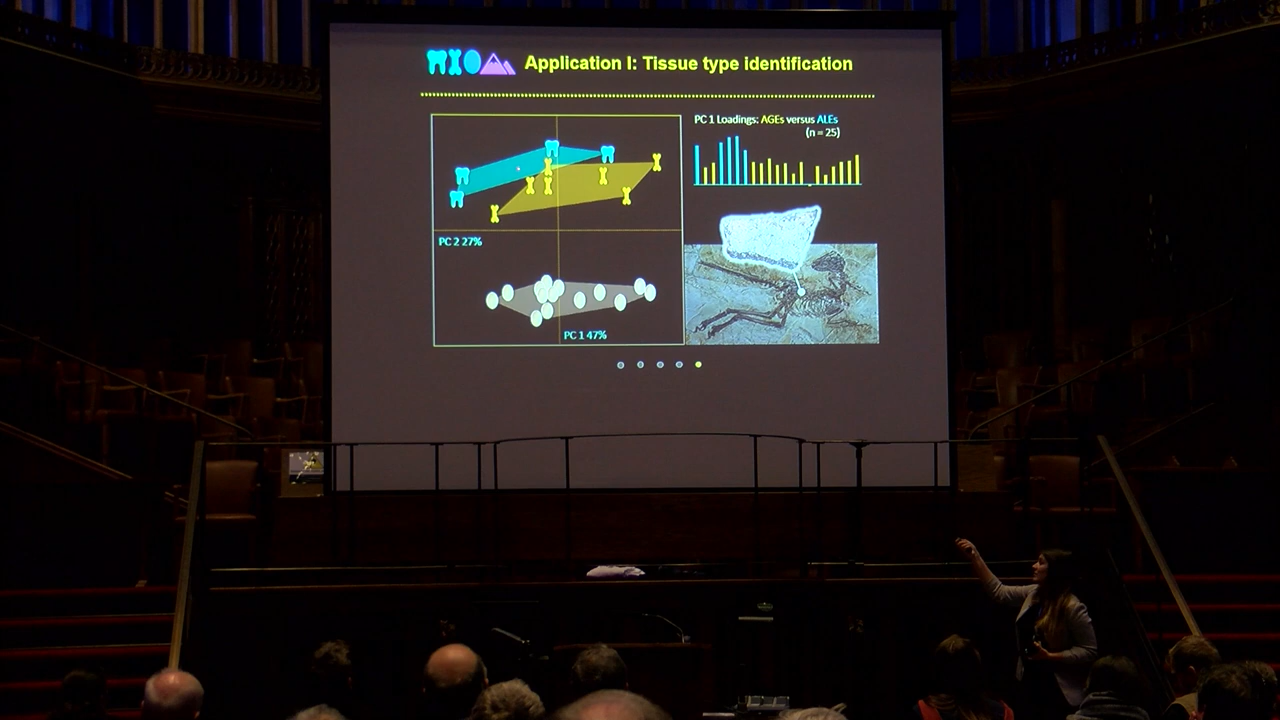 Application I: Tissue type identification
PC 2 27%
PC 1 47%
PC 1 Loadings: AGEs versus ALEs
(n = 25)